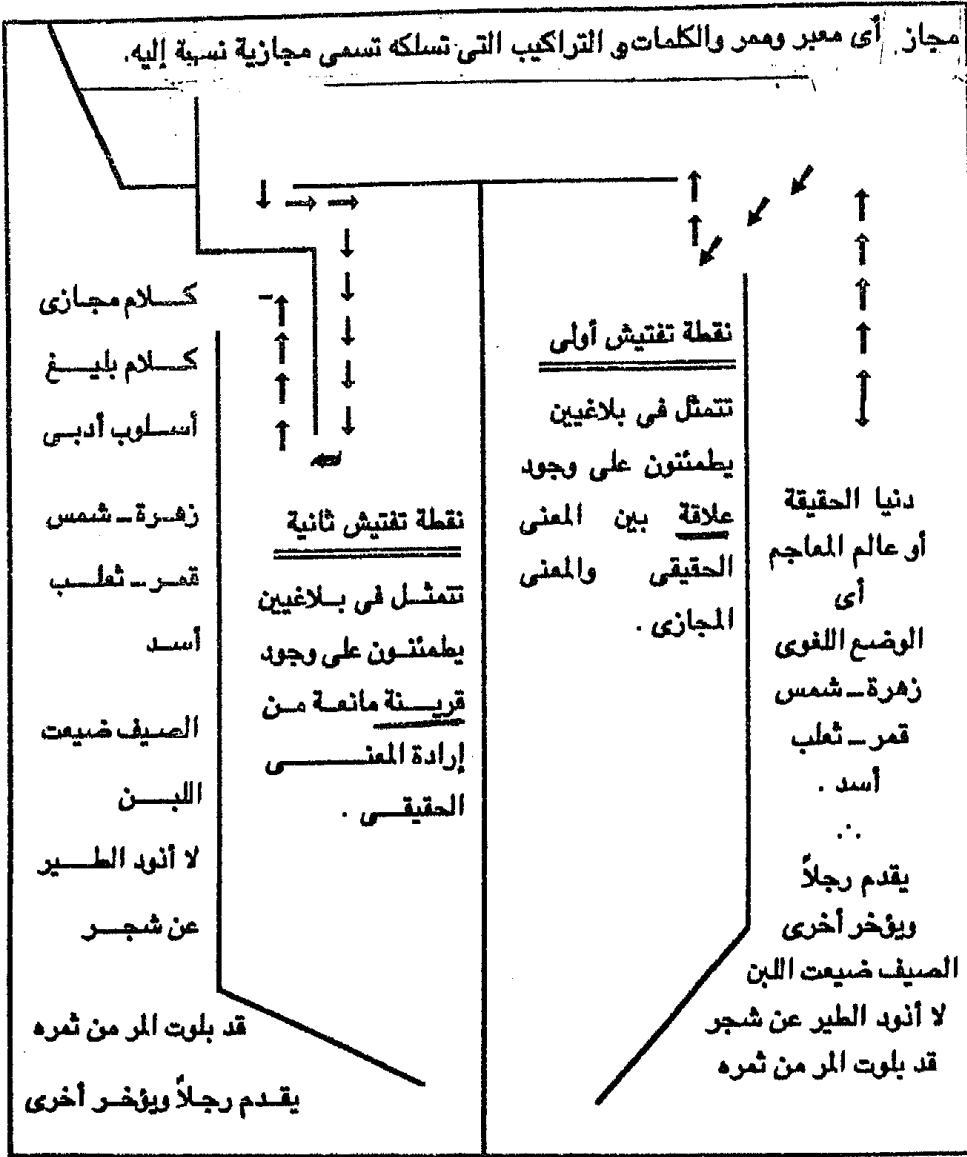 مجاز. أى معبر وممر والكلمات و التراكيب التى تسلكه تسمى مجازية نسبة إليه.
دنيا الحقيقة
أو عالم المعاجم
أى
الوضع اللغوى
زهرة ـ شمس
قمر ـ ثعلب
أسد .
∴
يقدم رجلاً
ويؤخر أخرى
الصيف ضيعت اللبن
لا أذود الطير عن شجر
قد بلوت المر من ثمره
نقطة تفتيش أولى
تتمثل فى بلاغيين
يطمئنون على وجود
علاقة بين المعنى
الحقيقى والمعنى
المجازى .
نقطة تفتيش ثانية
تتمثل فى بلاغيين
يطمئنون على وجود
قرينة مانعة من
إرادة المعنى
الحقيقى .
كلام مجازى
كلام بليغ
أسلوب أدبى
زهرة ـ شمس
قمر ـ ثعلب
أسد
الصيف ضيعت
اللبن
لا أذود الطير
عن شجر
قد بلوت المر من ثمره
يقدم رجلاً ويؤخر أخرى